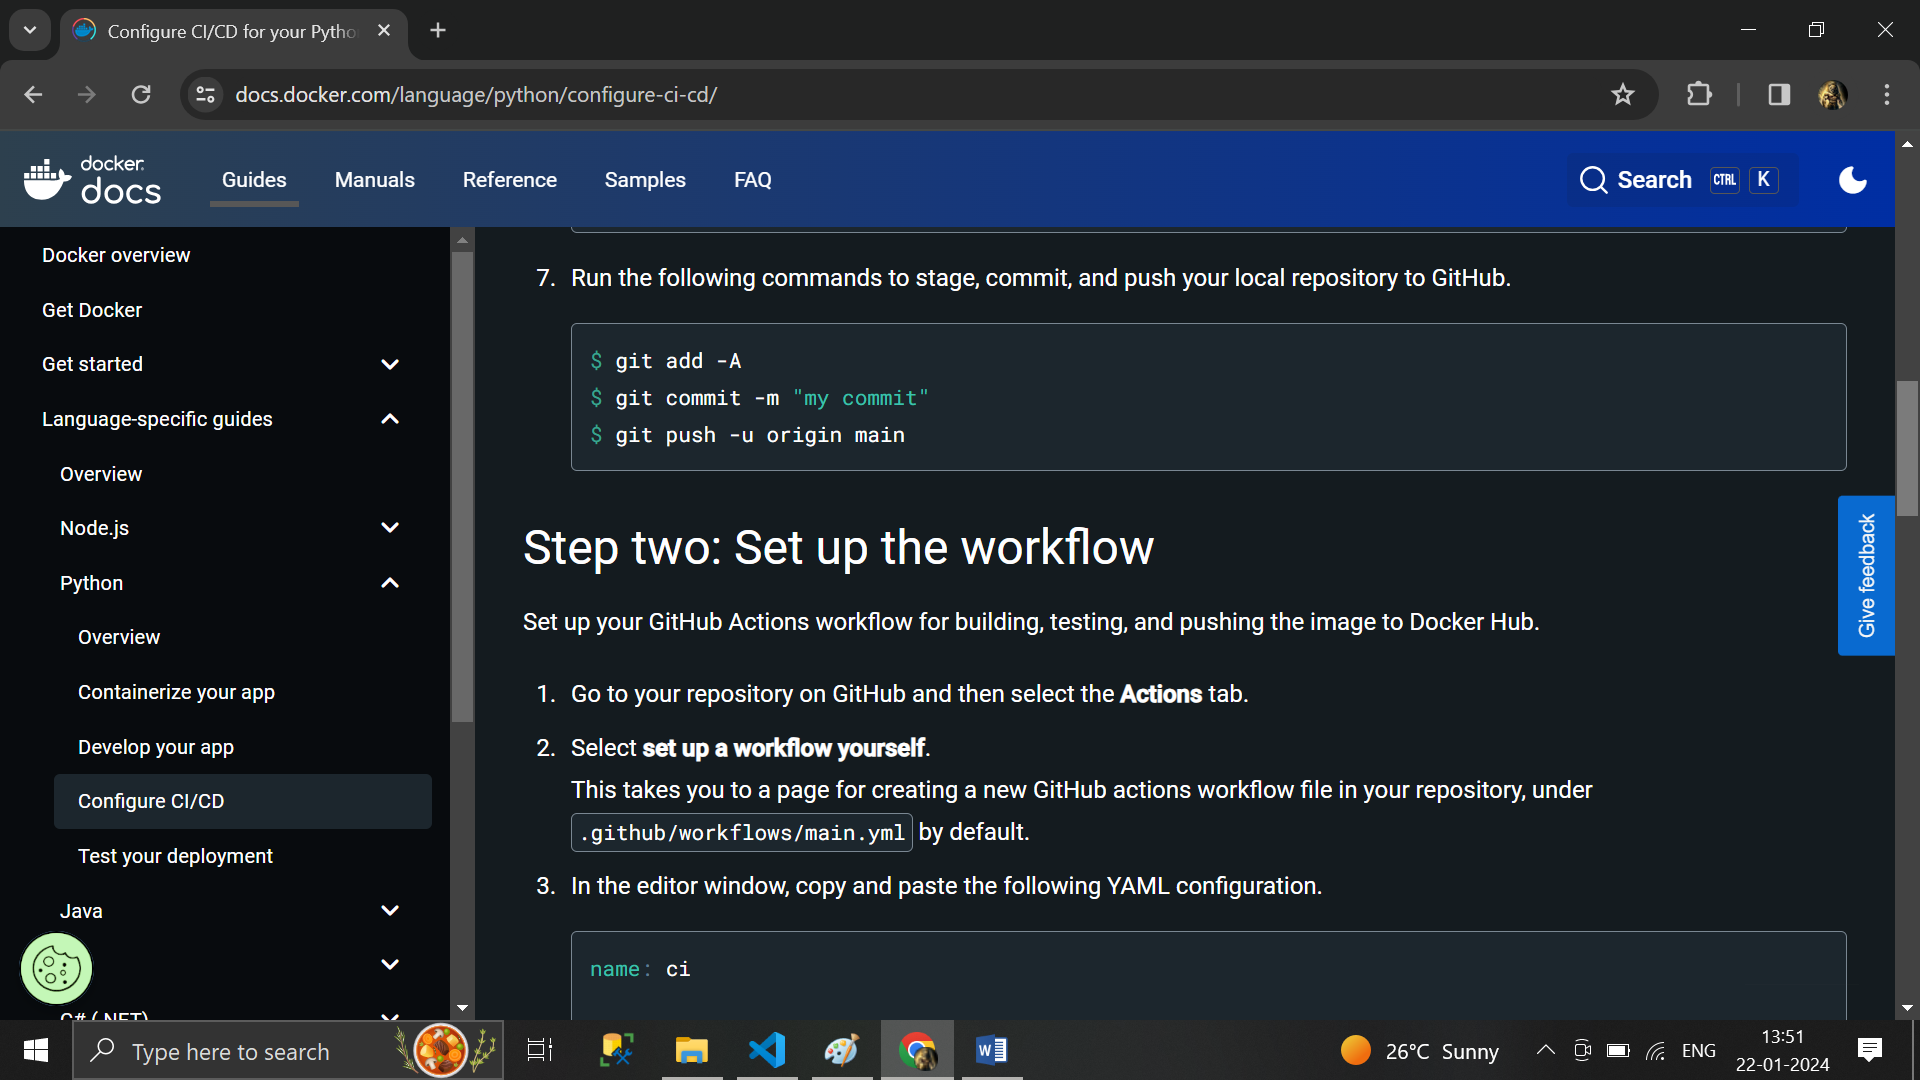 Configure CI/CD for your Pytho
docs.docker.com/language/python/configure-ci-cd/
docker
docs
Guides
Manuals
Reference
Samples
FAQ
Search
CTRL
K
Docker overview
Get Docker
Get started
Language-specific guides
Overview
Node.js
Python
Overview
Containerize your app
Develop your app
Configure CI/CD
Test your deployment
Java
C# (.NET)
7. Run the following commands to stage, commit, and push your local repository to GitHub.
$ git add -A
$ git commit -m "my commit"
$ git push -u origin main
Step two: Set up the workflow
Set up your GitHub Actions workflow for building, testing, and pushing the image to Docker Hub.
1. Go to your repository on GitHub and then select the Actions tab.
2. Select set up a workflow yourself.
This takes you to a page for creating a new GitHub actions workflow file in your repository, under
.github/workflows/main.yml by default.
3. In the editor window, copy and paste the following YAML configuration.
name: ci
Give feedback
Type here to search
26°C Sunny
ENG
13:51
22-01-2024